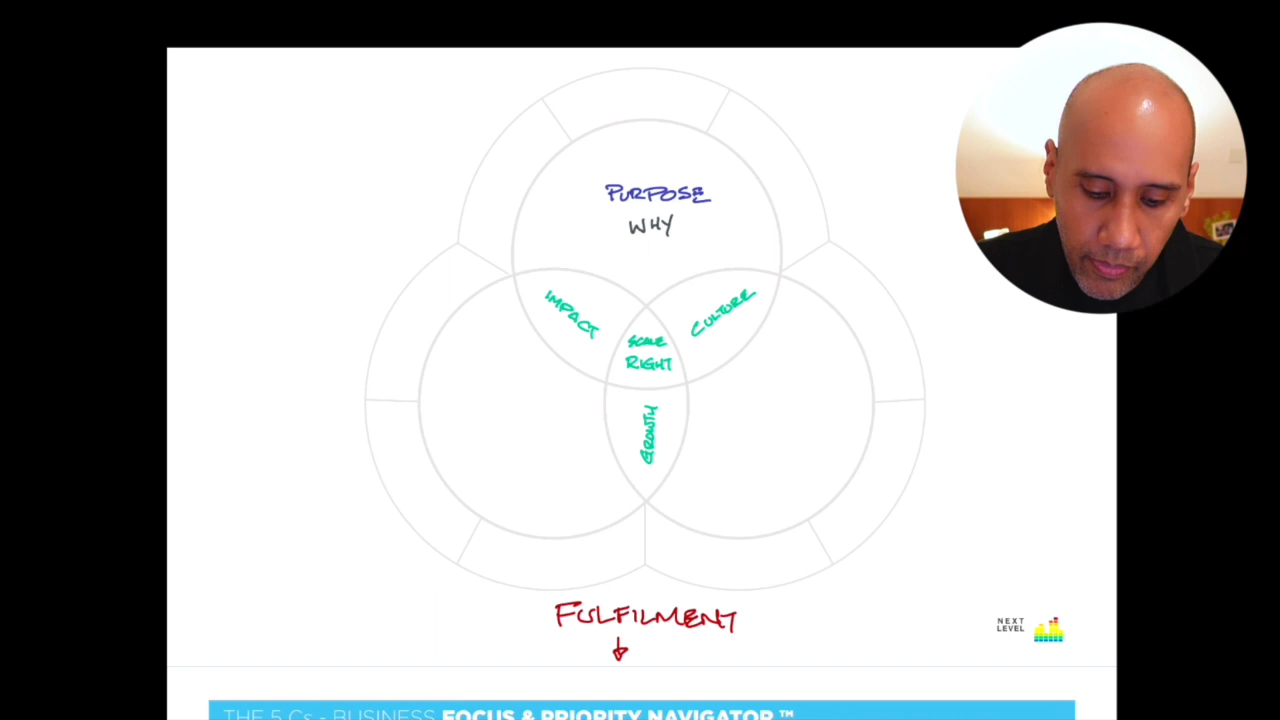 PURPOSE
WHY
IMPACT
CULTURE
SCALE
RIGHT
GROWTH
FULFILMENT
NEXT
LEVEL
THE 5 Cs - BUSINESS FOCUS & PRIORITY NAVIGATOR ™